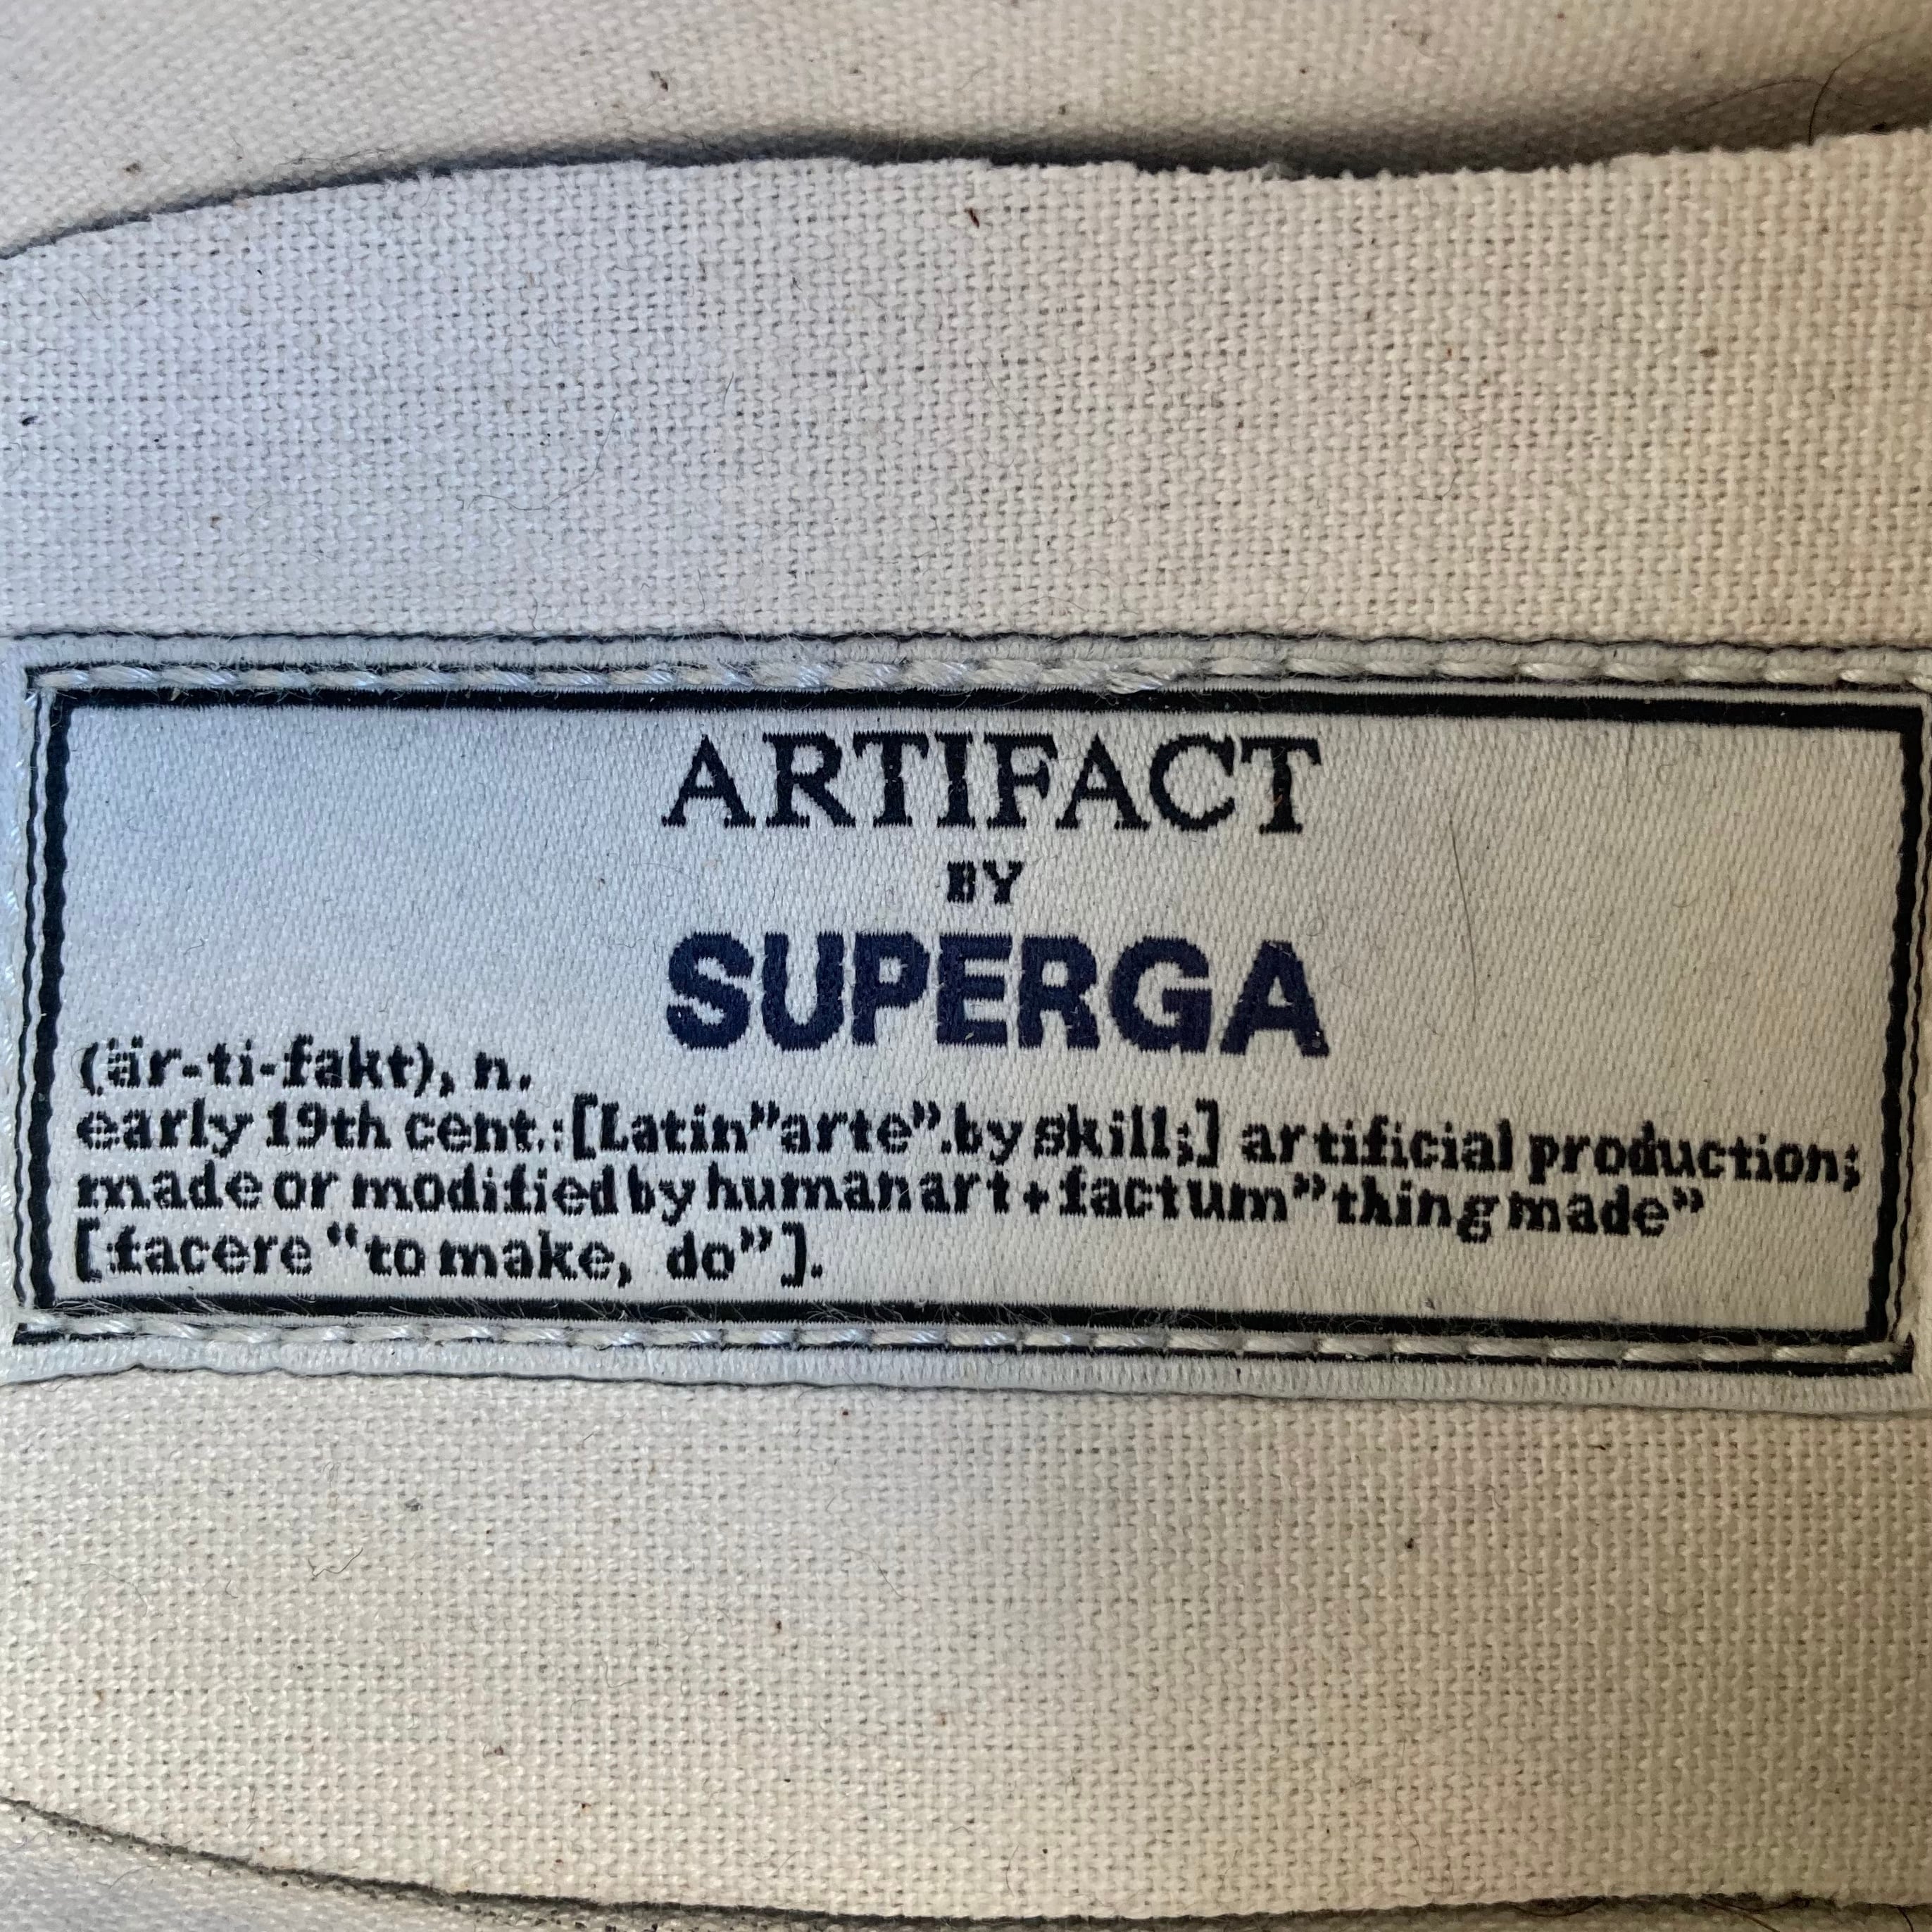 ARTIFACT
BY
SUPERGA
(är-ti-fakt), n.
early 19th cent.:[Latin"arte".by skill;] artificial production;
made or modified by human art + factum"thing made"
[facere "to make, do"].